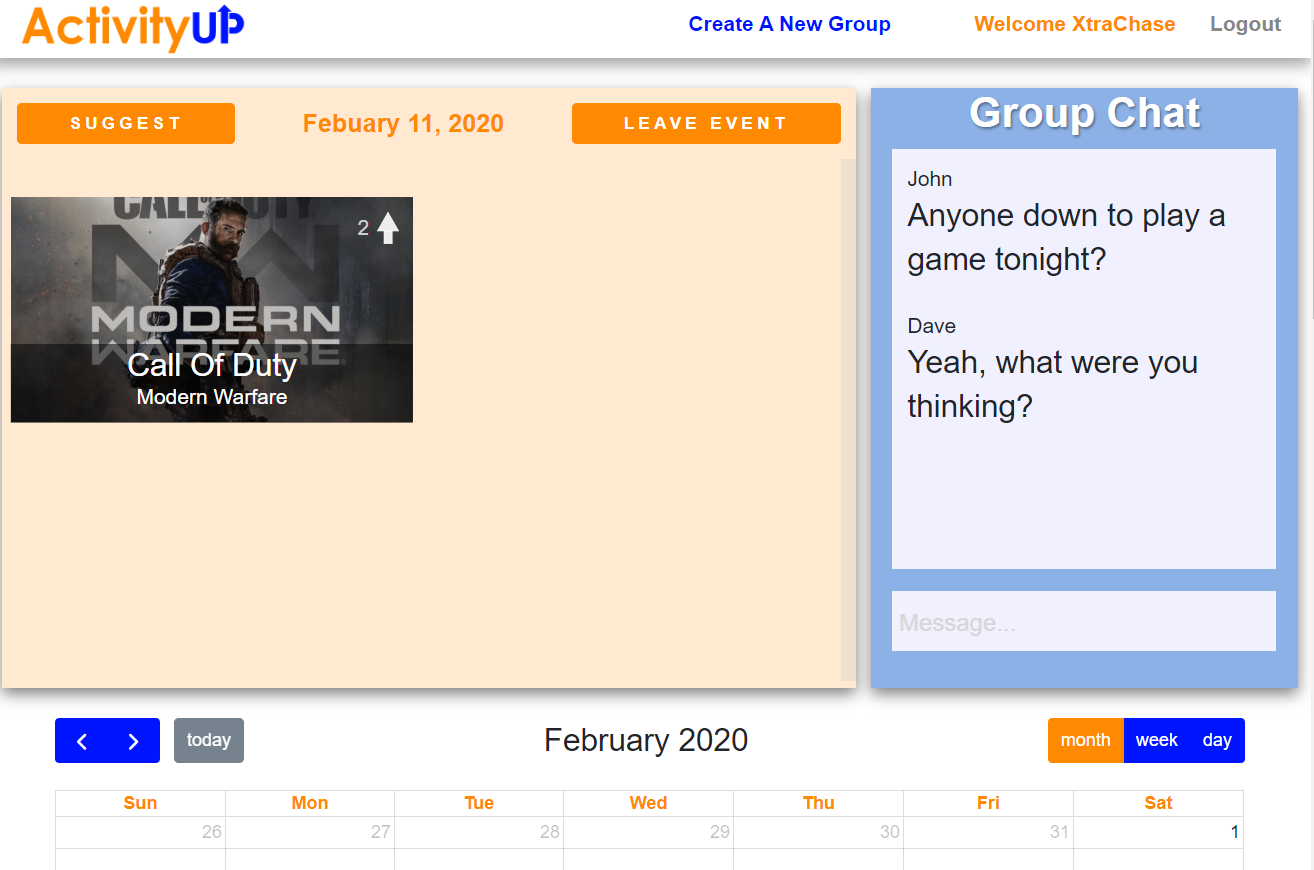 ActivityUP
Create A New Group
Welcome XtraChase
Logout
SUGGEST
Febuary 11, 2020
LEAVE EVENT
CALL OF DUTY
2
MODERN
WARFARE
Call Of Duty
Modern Warfare
Group Chat
John
Anyone down to play a
game tonight?
Dave
Yeah, what were you
thinking?
Message...
today
February 2020
month
week
day
Sun
Mon
Tue
Wed
Thu
Fri
Sat
26
27
28
29
30
31
1